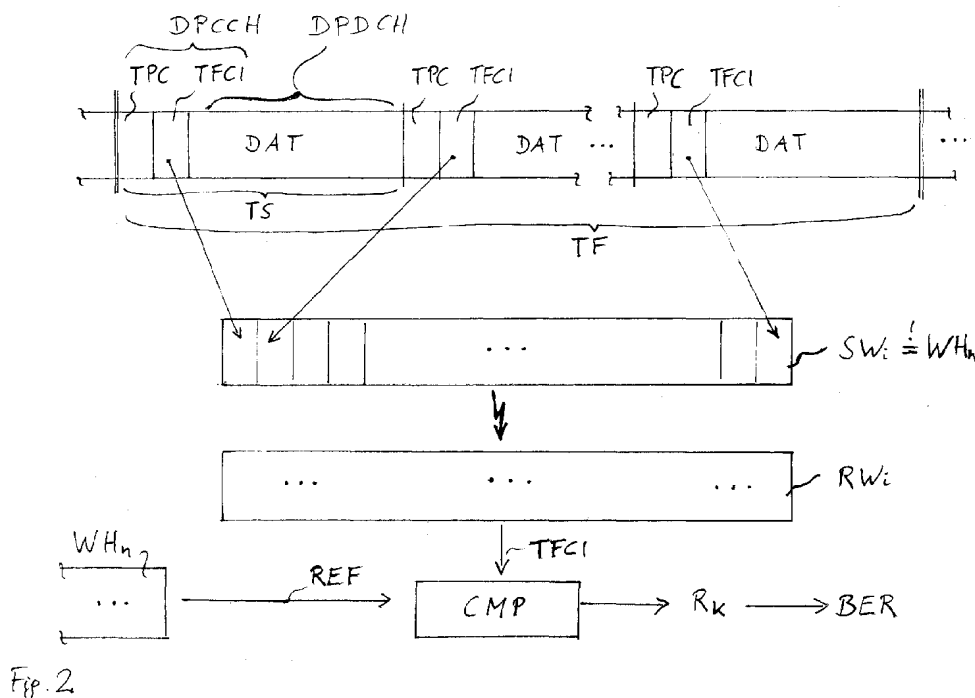 DPCCH DPDCH
TPC TFCI TPC TFCI TPC TFCI
DAT DAT ... DAT ...
TS
TF
... SWi ≐ WHn
... ... ... RWi
TFCI
WHn
... REF CMP RK BER
Fig. 2